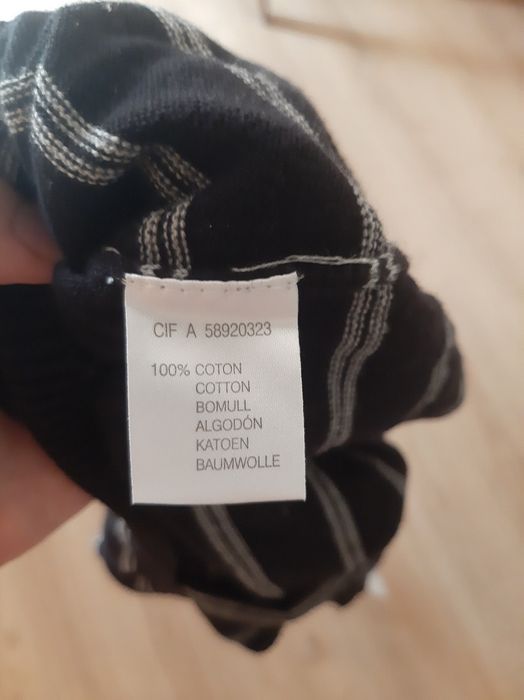 CIF A 58920323
100% COTON
COTTON
BOMULL
ALGODÓN
KATOEN
BAUMWOLLE